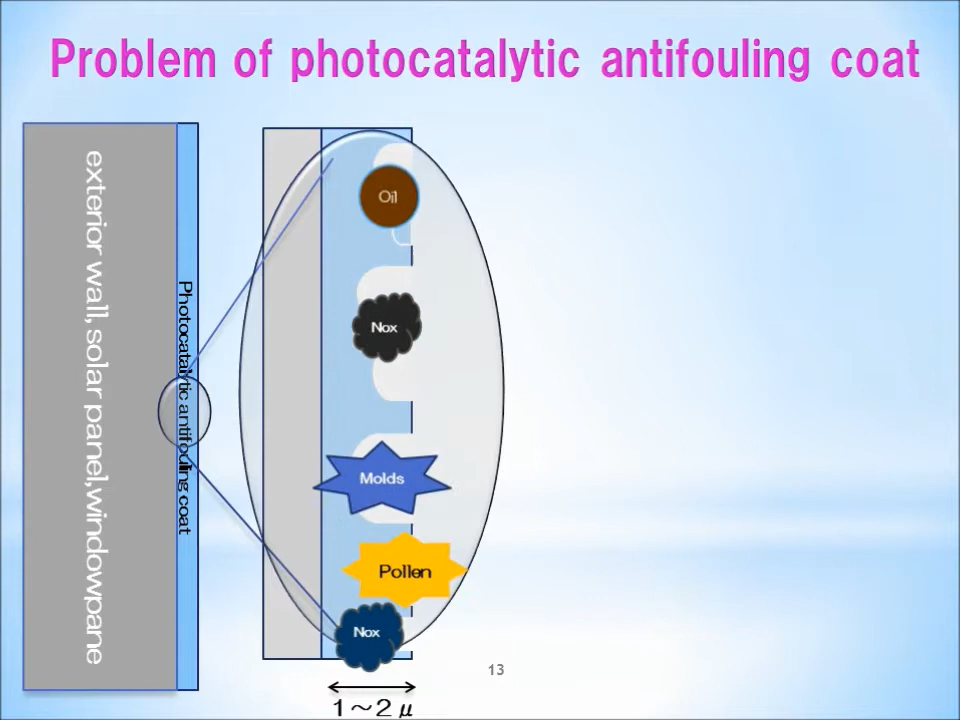 Problem of photocatalytic antifouling coat
exterior wall, solar panel,windowpane
Photocatalytic antifouling coat
Oil
Nox
Molds
Pollen
Nox
13
1～2 μ